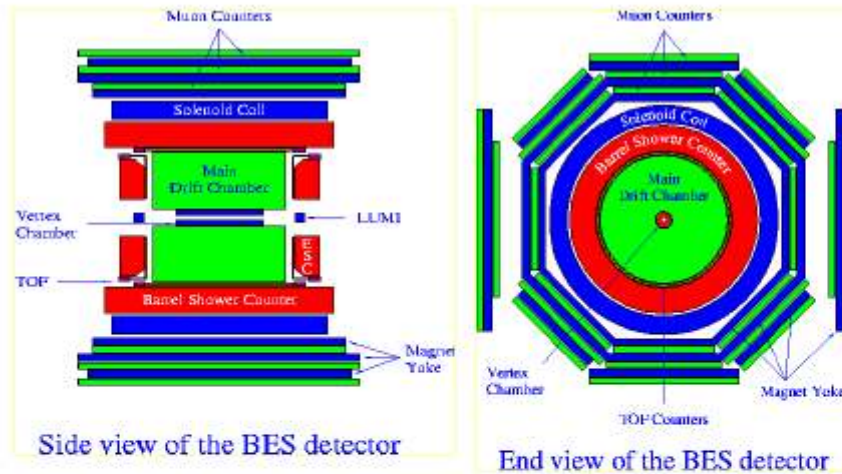 Muon Counters
Solenoid Coil
Main
Drift Chamber
Vertex
Chamber
LUMI
ESC
TOF
Barrel Shower Counter
Magnet
Yoke
Side view of the BES detector
Muon Counters
Solenoid Coil
Barrel Shower Counter
Main
Drift Chamber
Vertex
Chamber
Magnet Yoke
TOF Counters
End view of the BES detector